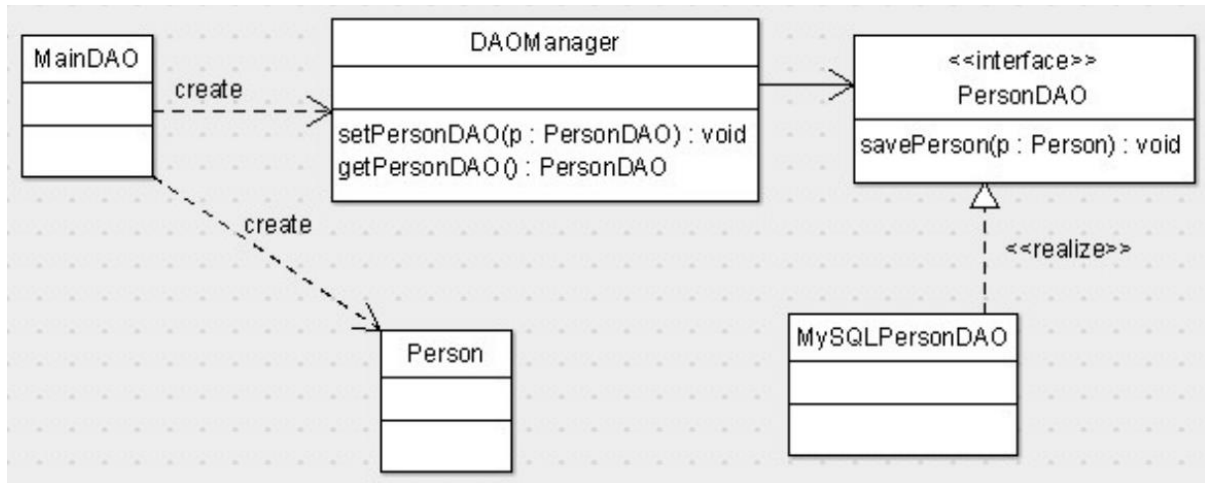 MainDAO
create
create
DAOManager
setPersonDAO(p : PersonDAO) : void
getPersonDAO() : PersonDAO
<<interface>>
PersonDAO
savePerson(p : Person) : void
<<realize>>
Person
MySQLPersonDAO